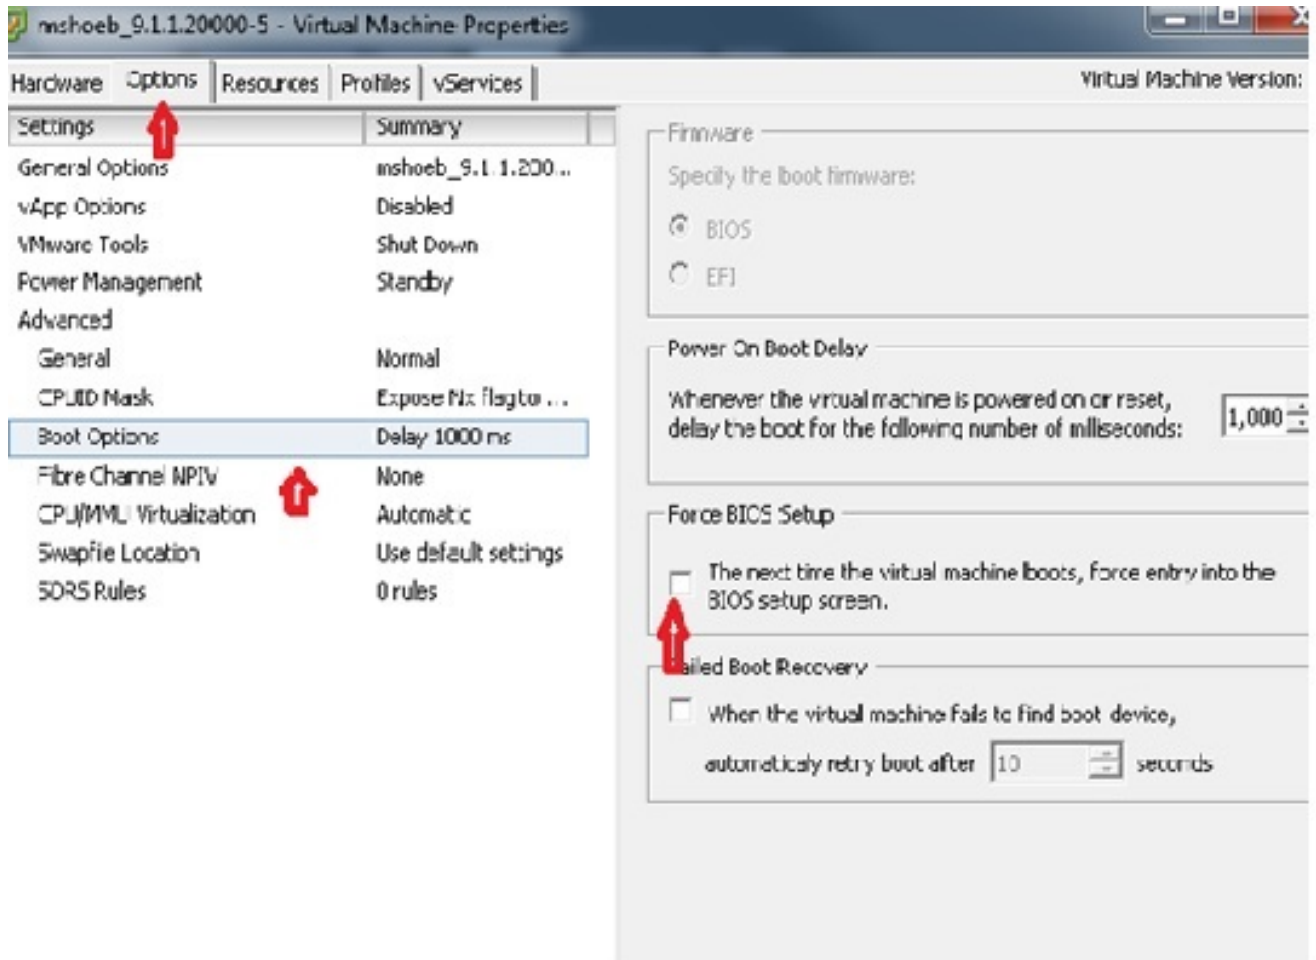 mshoeb_9.1.1.20000-5 - Virtual Machine Properties
Hardware Options Resources Profiles vServices Virtual Machine Version:
Settings Summary
General Options mshoeb_9.1.1.200...
vApp Options Disabled
VMware Tools Shut Down
Power Management Standby
Advanced
General Normal
CPUID Mask Expose Nx flag to ...
Boot Options Delay 1000 ms
Fibre Channel NPIV None
CPU/MMU Virtualization Automatic
Swapfile Location Use default settings
SDRS Rules 0 rules
Firmware
Specify the boot firmware:
BIOS
EFI
Power On Boot Delay
Whenever the virtual machine is powered on or reset,
delay the boot for the following number of milliseconds:
1,000
Force BIOS Setup
The next time the virtual machine boots, force entry into the
BIOS setup screen.
Failed Boot Recovery
When the virtual machine fails to find boot device,
automatically retry boot after 10 seconds